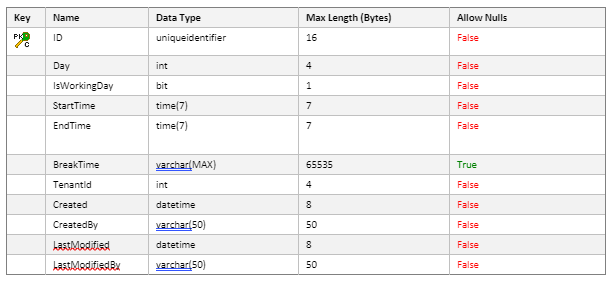 Key Name Data Type Max Length (Bytes) Allow Nulls
PK C ID uniqueidentifier 16 False
Day int 4 False
IsWorkingDay bit 1 False
StartTime time(7) 7 False
EndTime time(7) 7 False
BreakTime varchar(MAX) 65535 True
TenantId int 4 False
Created datetime 8 False
CreatedBy varchar(50) 50 False
LastModified datetime 8 False
LastModifiedBy varchar(50) 50 False